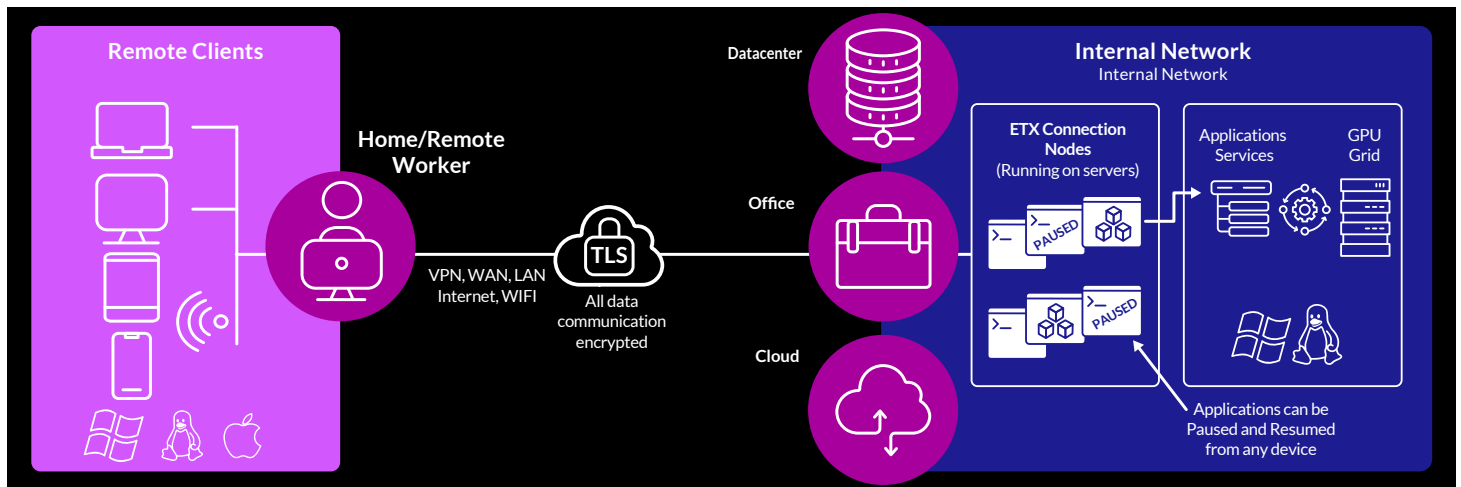 Remote Clients
Home/Remote
Worker
VPN, WAN, LAN
Internet, WIFI
TLS
All data
communication
encrypted
Datacenter
Office
Cloud
Internal Network
Internal Network
ETX Connection
Nodes
(Running on servers)
PAUSED
PAUSED
Applications
Services
GPU
Grid
Applications can be
Paused and Resumed
from any device